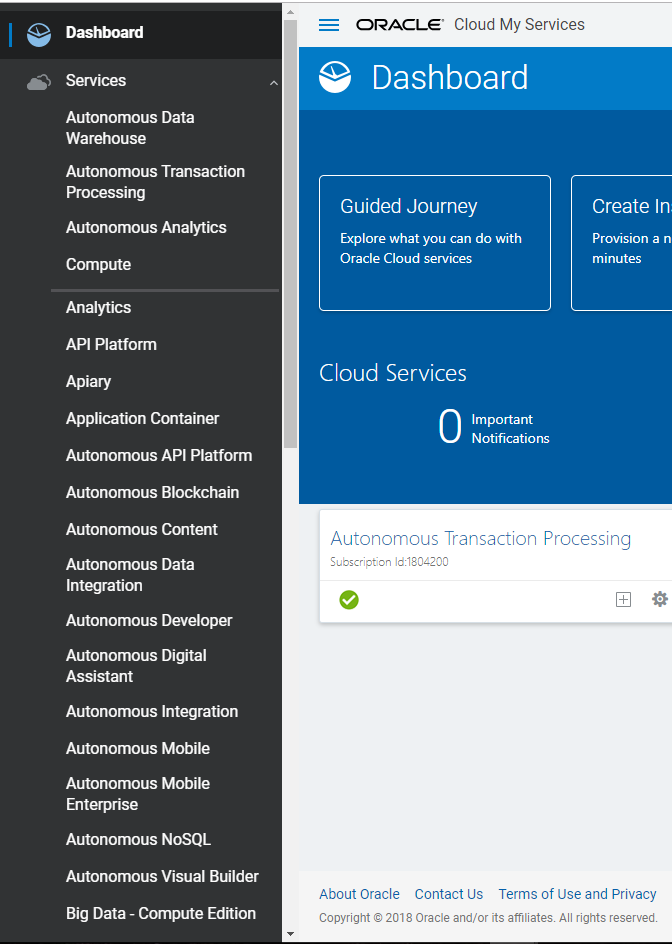 Dashboard
Services
Autonomous Data
Warehouse
Autonomous Transaction
Processing
Autonomous Analytics
Compute
Analytics
API Platform
Apiary
Application Container
Autonomous API Platform
Autonomous Blockchain
Autonomous Content
Autonomous Data
Integration
Autonomous Developer
Autonomous Digital
Assistant
Autonomous Integration
Autonomous Mobile
Autonomous Mobile
Enterprise
Autonomous NoSQL
Autonomous Visual Builder
Big Data - Compute Edition
ORACLE Cloud My Services
Dashboard
Guided Journey
Explore what you can do with
Oracle Cloud services
Create In
Provision a n
minutes
Cloud Services
0 Important
Notifications
Autonomous Transaction Processing
Subscription Id:1804200
About Oracle Contact Us Terms of Use and Privacy
Copyright © 2018 Oracle and/or its affiliates. All rights reserved.